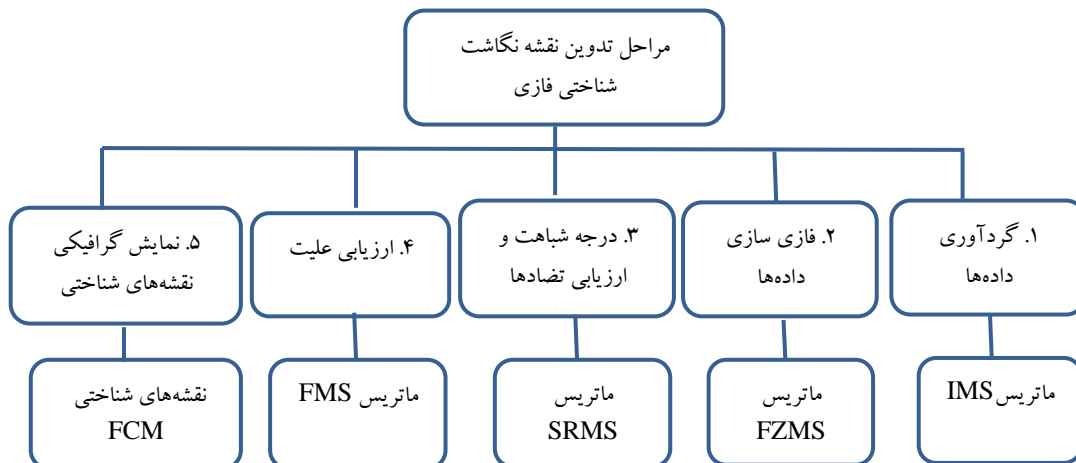 مراحل تدوین نقشه نگاشت
شناختی فازی
۱. گردآوری
داده‌ها
۲. فازی سازی
داده‌ها
۳. درجه شباهت و
ارزیابی تضادها
۴. ارزیابی علیت
۵. نمایش گرافیکی
نقشه‌های شناختی
ماتریس IMS
ماتریس
FZMS
ماتریس
SRMS
ماتریس FMS
نقشه‌های شناختی
FCM